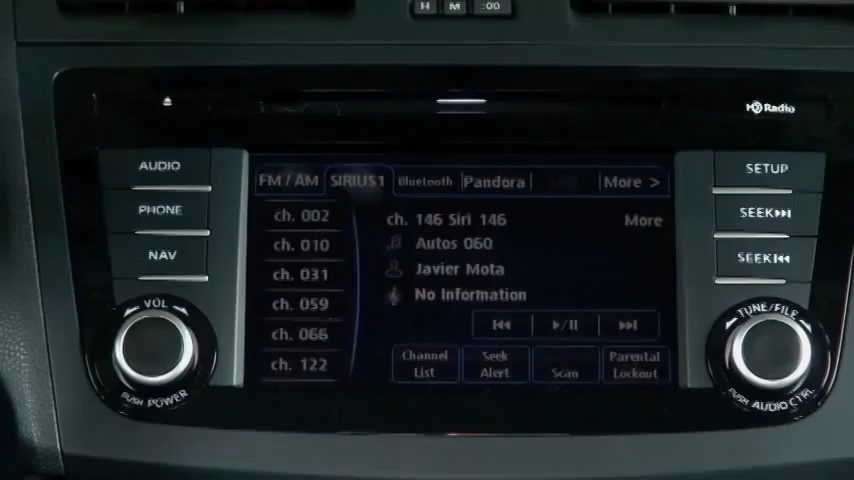 H M :00
HD Radio
AUDIO
PHONE
NAV
VOL
PUSH POWER
FM / AM SIRIUS1 Bluetooth Pandora More >
ch. 002
ch. 010
ch. 031
ch. 059
ch. 066
ch. 122
ch. 146 Siri 146 More
Autos 060
Javier Mota
No Information
Channel List
Seek Alert
Scan
Parental Lockout
SETUP
SEEK
SEEK
TUNE/FILE
PUSH AUDIO CTRL